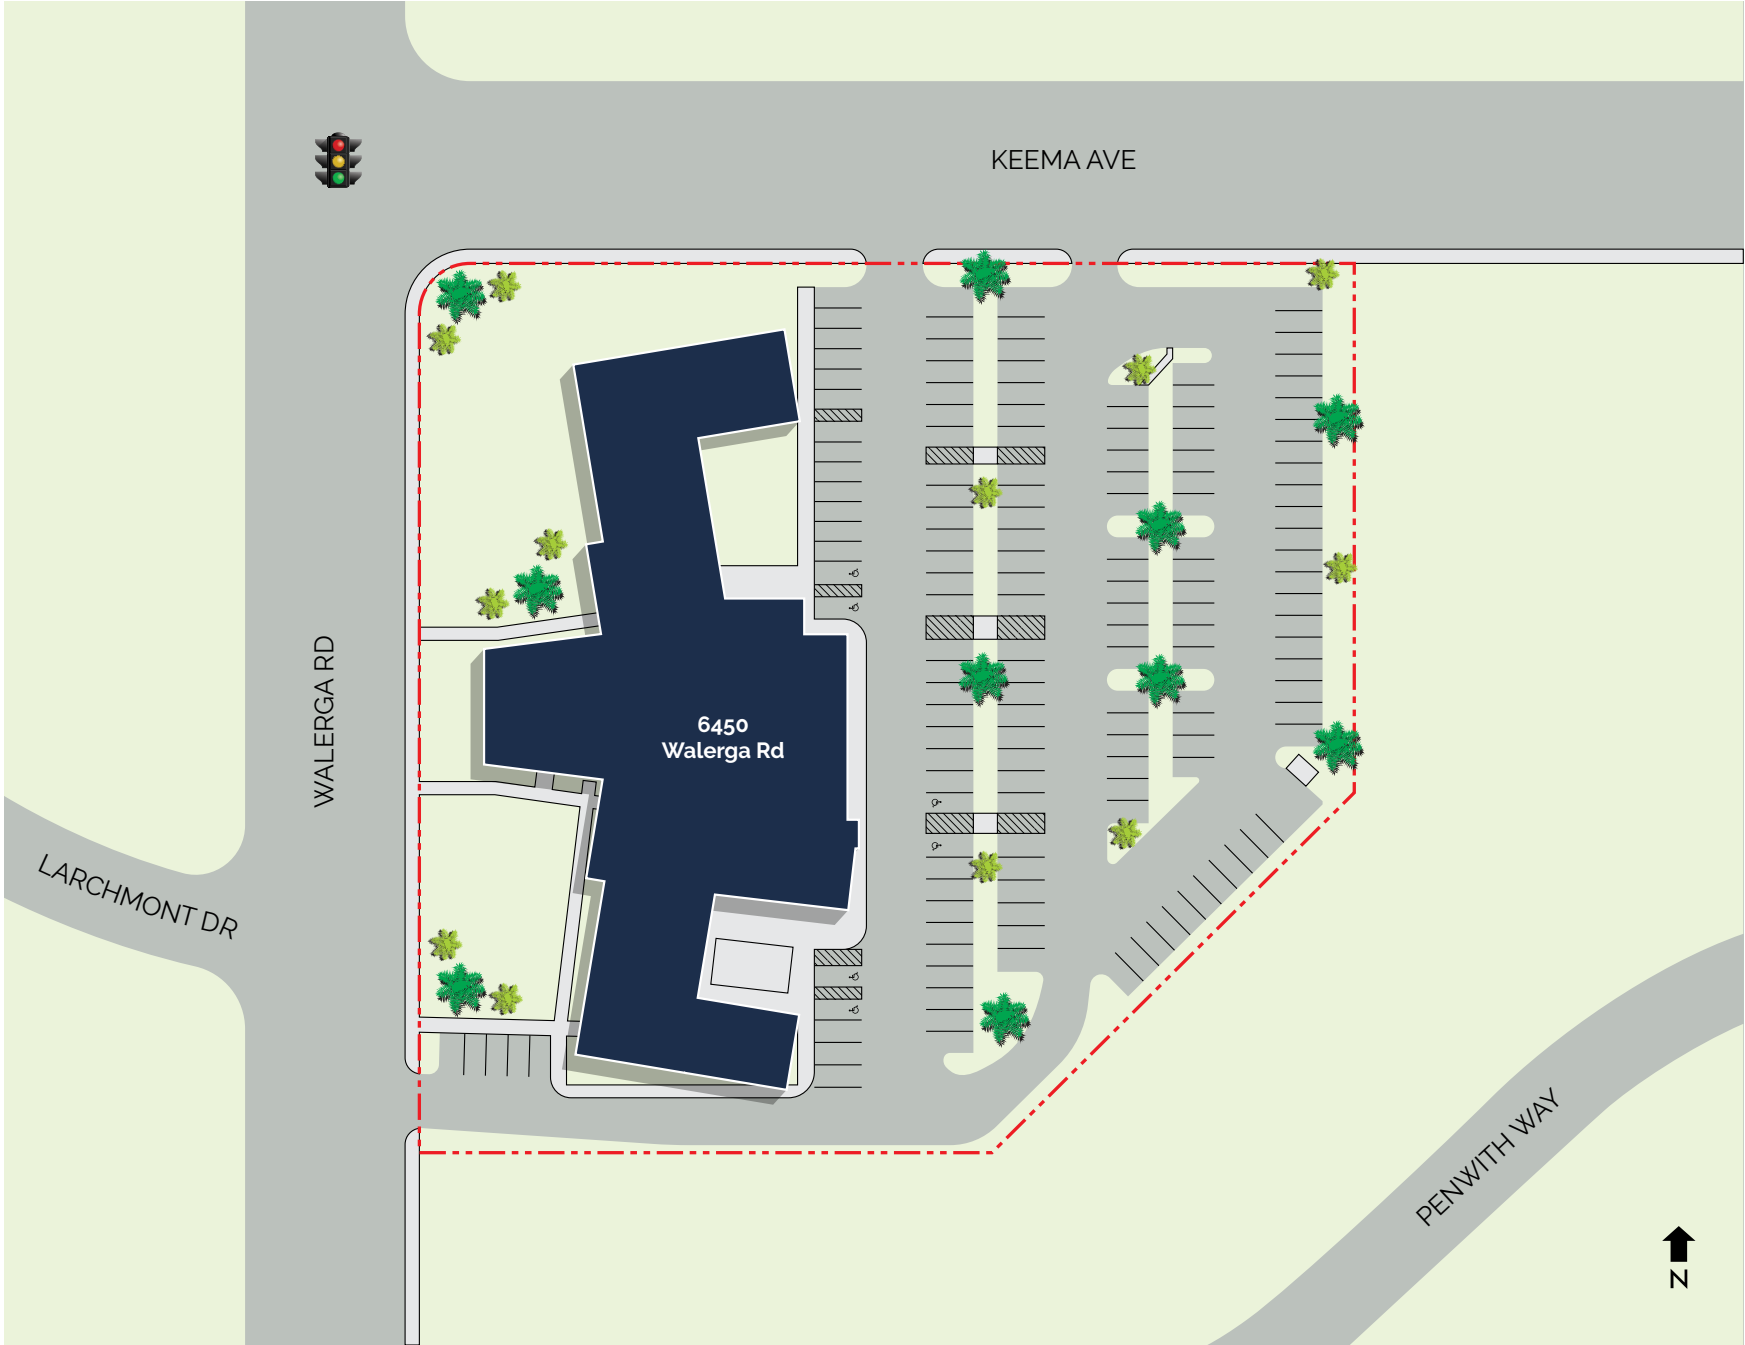 KEEMA AVE
WALERGA RD
6450
Walerga Rd
LARCHMONT DR
PENWITH WAY
N